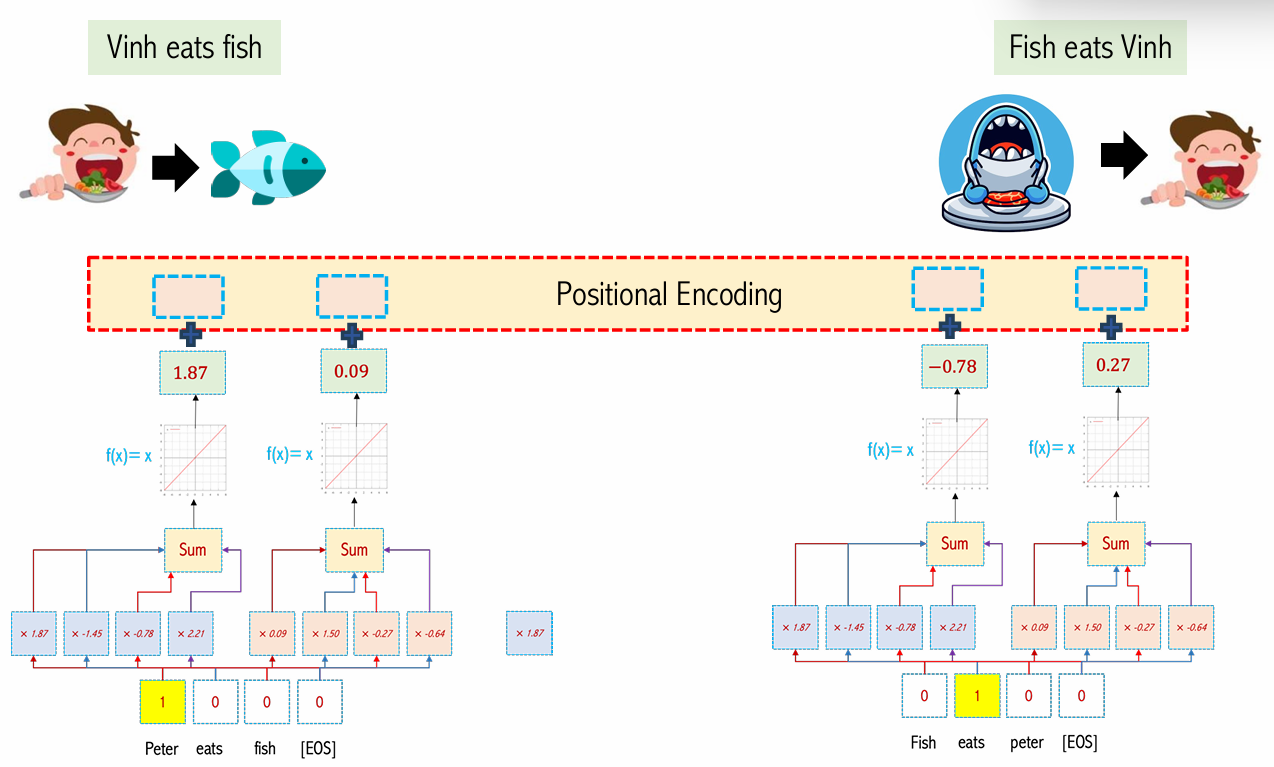 Vinh eats fish
Fish eats Vinh
Positional Encoding
1.87
0.09
−0.78
0.27
f(x)= x
f(x)= x
f(x)= x
f(x)= x
Sum
Sum
Sum
Sum
× 1.87
× -1.45
× -0.78
× 2.21
× 0.09
× 1.50
× -0.27
× -0.64
× 1.87
× 1.87
× -1.45
× -0.78
× 2.21
× 0.09
× 1.50
× -0.27
× -0.64
1
0
0
0
0
1
0
0
Peter eats fish [EOS]
Fish eats peter [EOS]